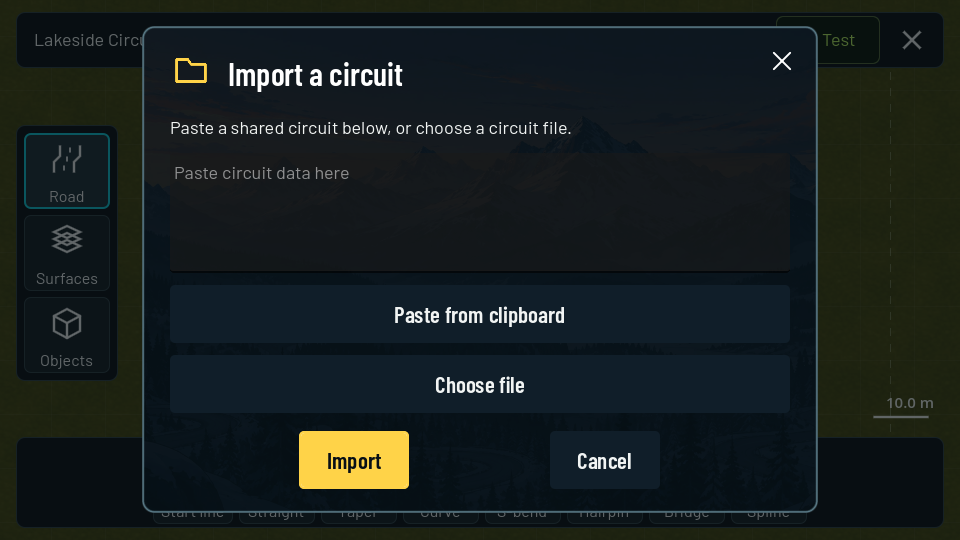 Lakeside Circu
Test
Import a circuit
Paste a shared circuit below, or choose a circuit file.
Paste circuit data here
Road
Surfaces
Objects
Paste from clipboard
Choose file
10.0 m
Import
Cancel
Start line Straight Taper Curve S-bend Hairpin Bridge Spline